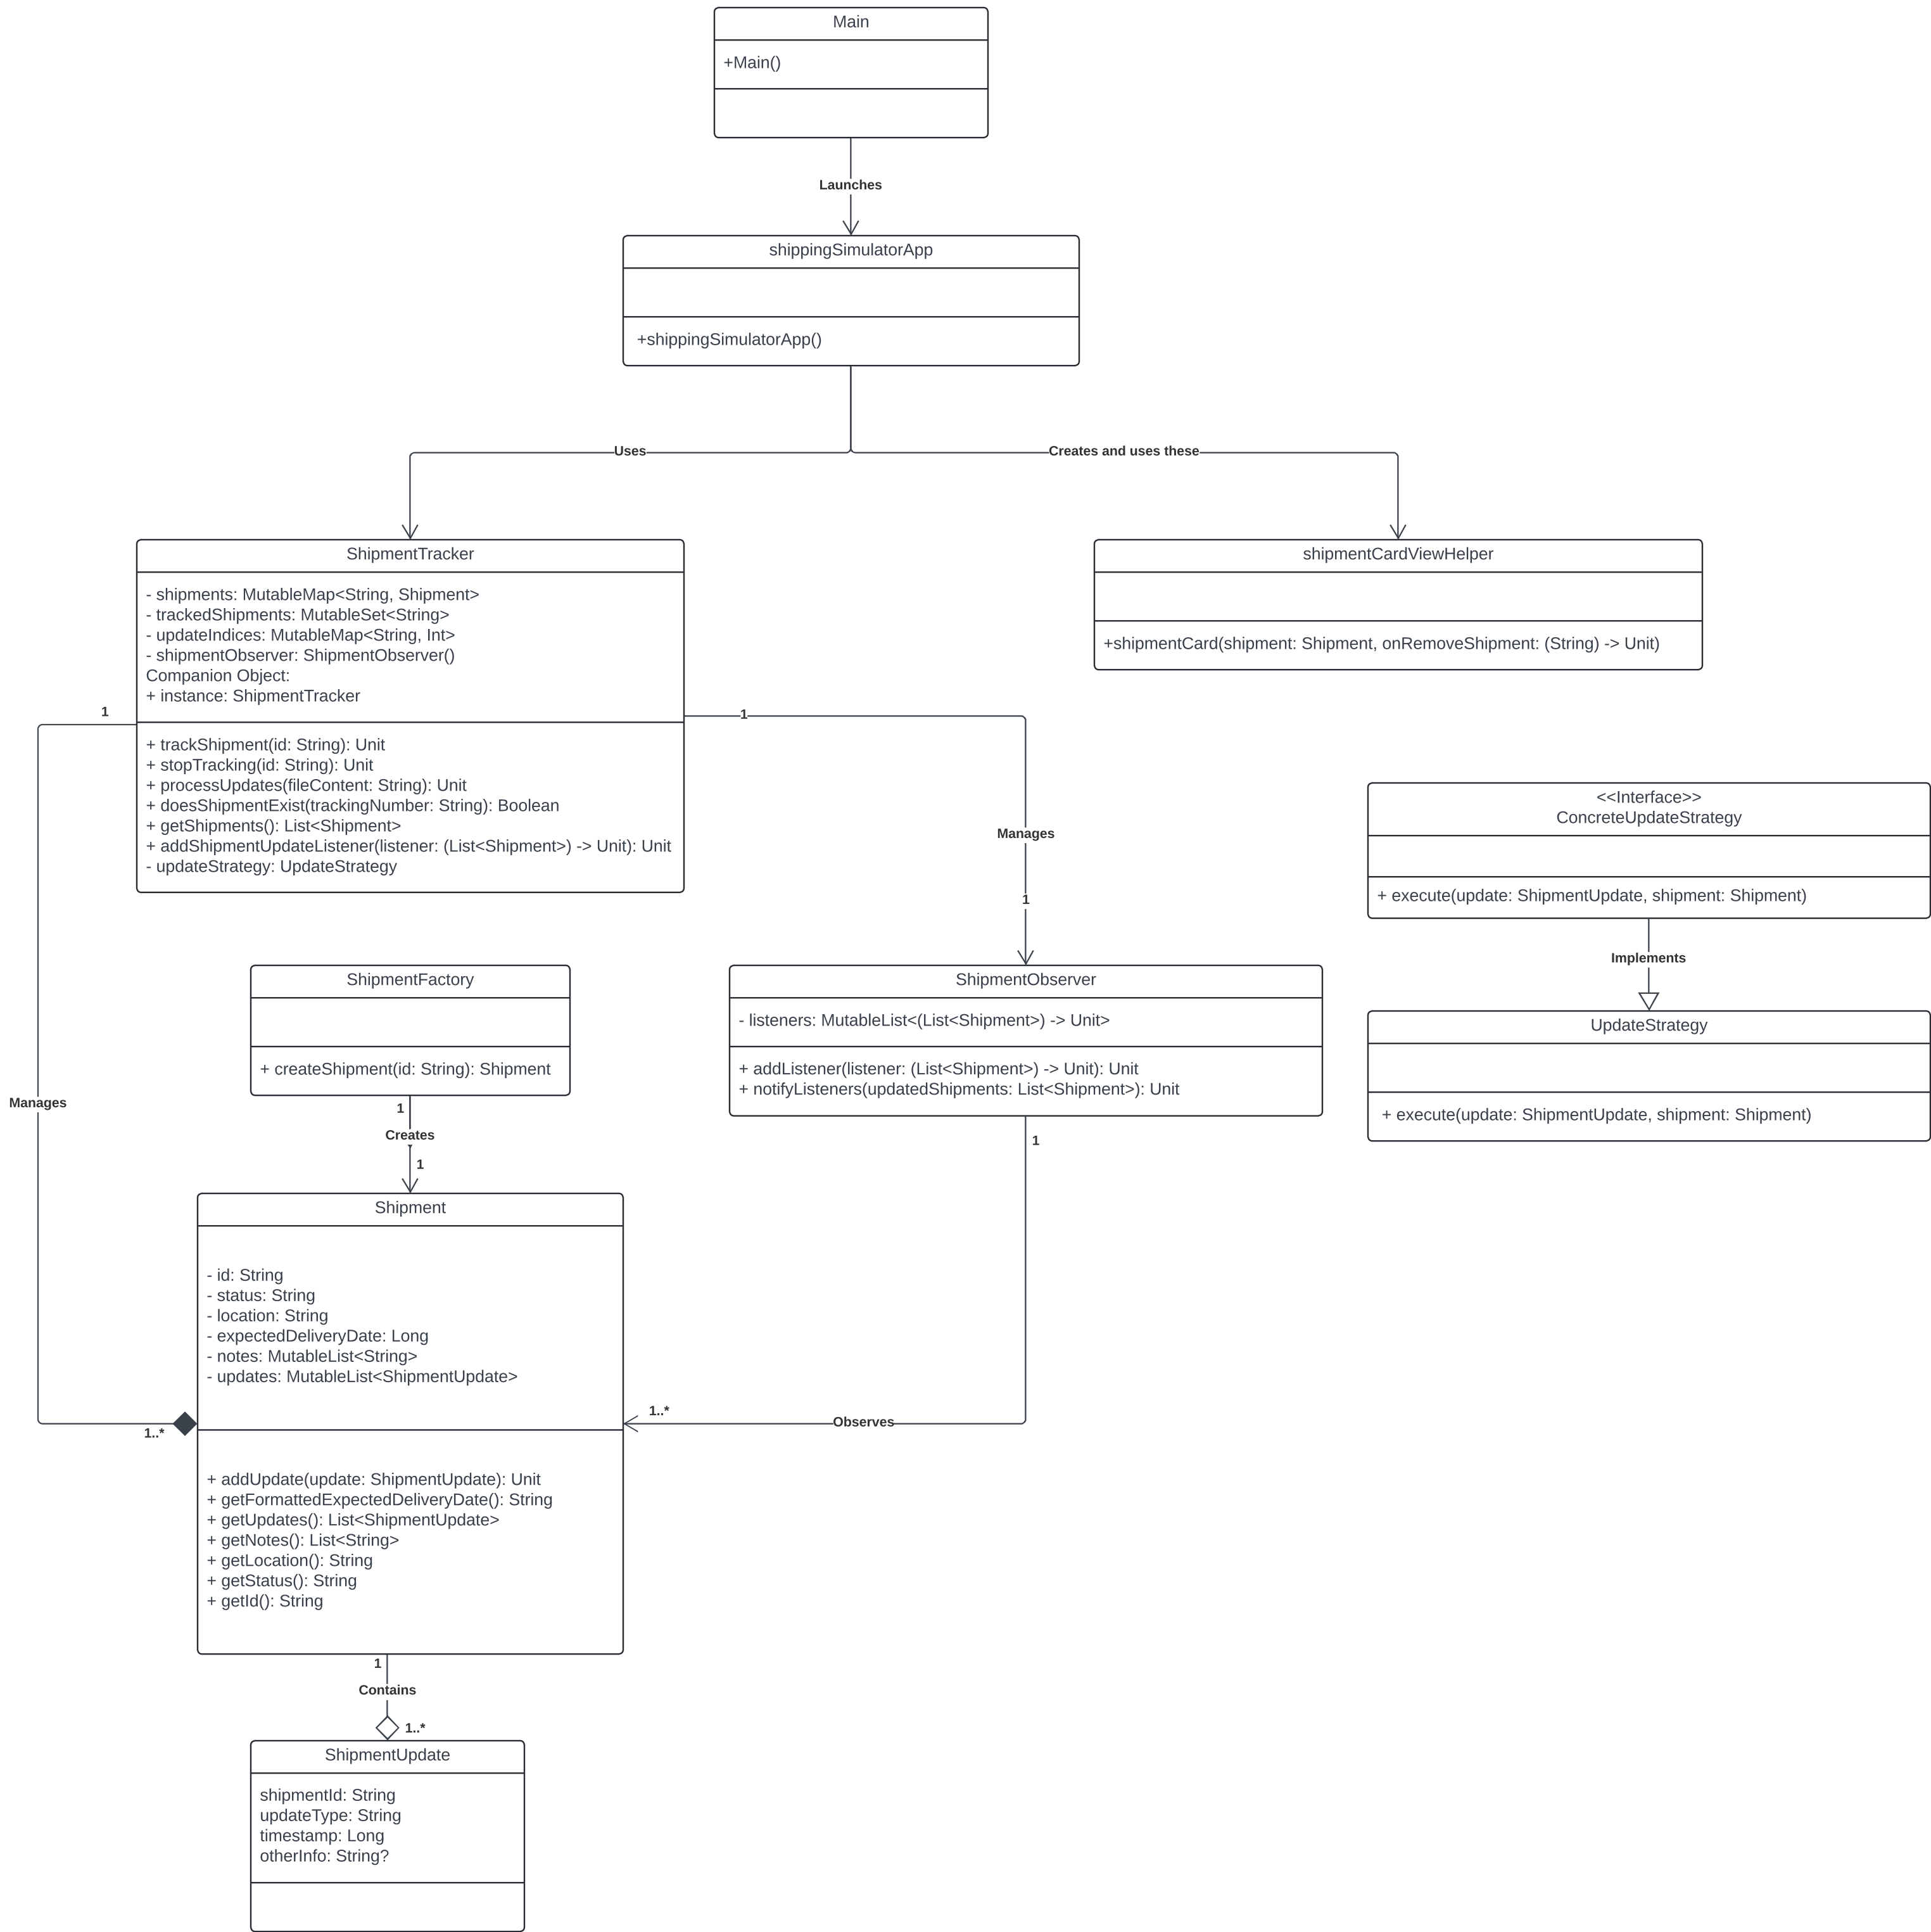 Main
+Main()
Launches
shippingSimulatorApp
+shippingSimulatorApp()
Uses
Creates and uses these
ShipmentTracker
- shipments: MutableMap<String, Shipment>
- trackedShipments: MutableSet<String>
- updateIndices: MutableMap<String, Int>
- shipmentObserver: ShipmentObserver()
Companion Object:
+ instance: ShipmentTracker
+ trackShipment(id: String): Unit
+ stopTracking(id: String): Unit
+ processUpdates(fileContent: String): Unit
+ doesShipmentExist(trackingNumber: String): Boolean
+ getShipments(): List<Shipment>
+ addShipmentUpdateListener(listener: (List<Shipment>) -> Unit): Unit
- updateStrategy: UpdateStrategy
shipmentCardViewHelper
+shipmentCard(shipment: Shipment, onRemoveShipment: (String) -> Unit)
1
1
Manages
1
<<Interface>>
ConcreteUpdateStrategy
+ execute(update: ShipmentUpdate, shipment: Shipment)
Implements
UpdateStrategy
+ execute(update: ShipmentUpdate, shipment: Shipment)
ShipmentFactory
+ createShipment(id: String): Shipment
ShipmentObserver
- listeners: MutableList<(List<Shipment>) -> Unit>
+ addListener(listener: (List<Shipment>) -> Unit): Unit
+ notifyListeners(updatedShipments: List<Shipment>): Unit
Manages
1
Creates
1
1
Shipment
- id: String
- status: String
- location: String
- expectedDeliveryDate: Long
- notes: MutableList<String>
- updates: MutableList<ShipmentUpdate>
1..*
Observes
1..*
+ addUpdate(update: ShipmentUpdate): Unit
+ getFormattedExpectedDeliveryDate(): String
+ getUpdates(): List<ShipmentUpdate>
+ getNotes(): List<String>
+ getLocation(): String
+ getStatus(): String
+ getId(): String
1
Contains
1..*
ShipmentUpdate
shipmentId: String
updateType: String
timestamp: Long
otherInfo: String?